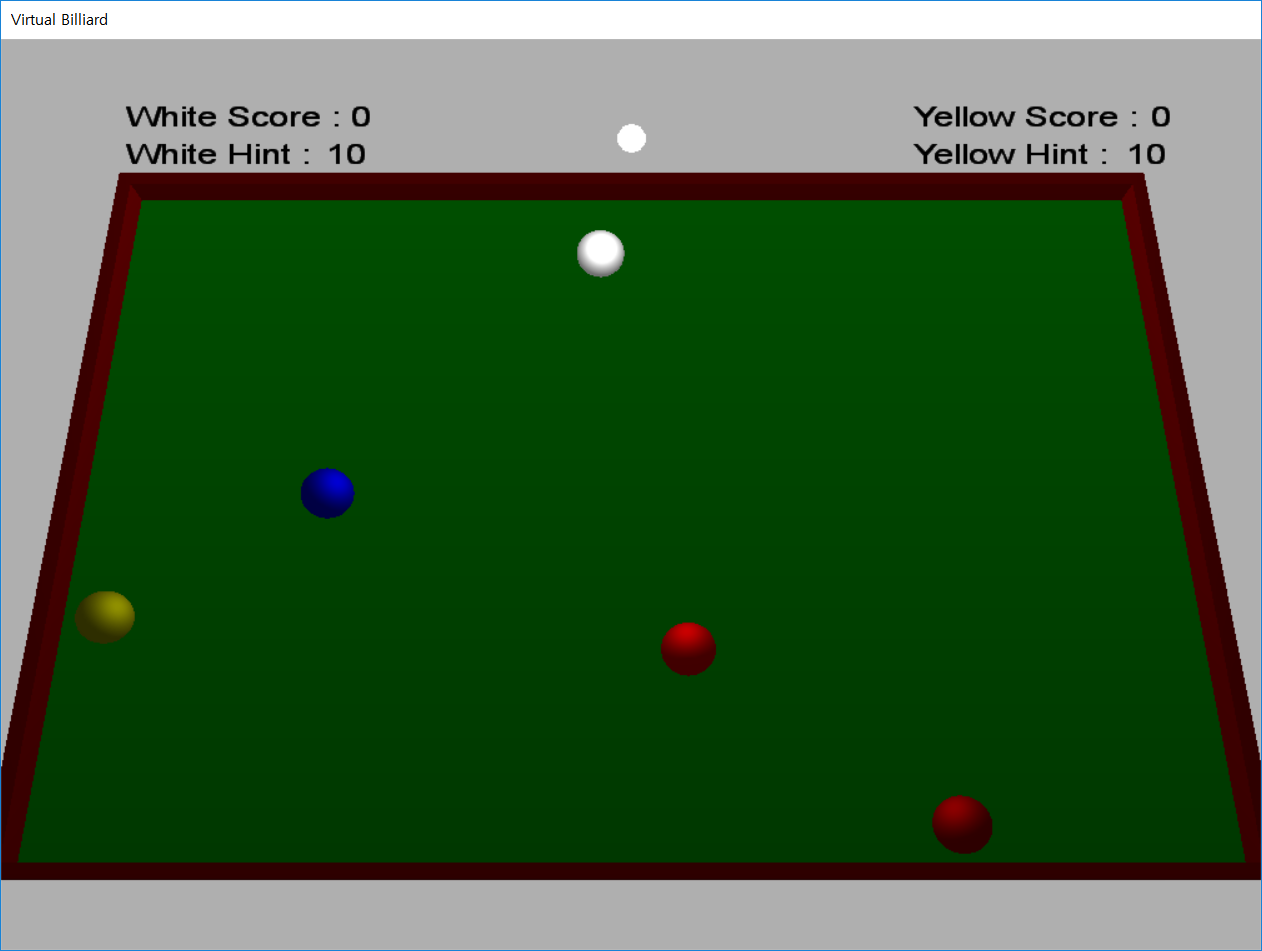 Virtual Billiard
White Score : 0
Yellow Score : 0
White Hint : 10
Yellow Hint : 10